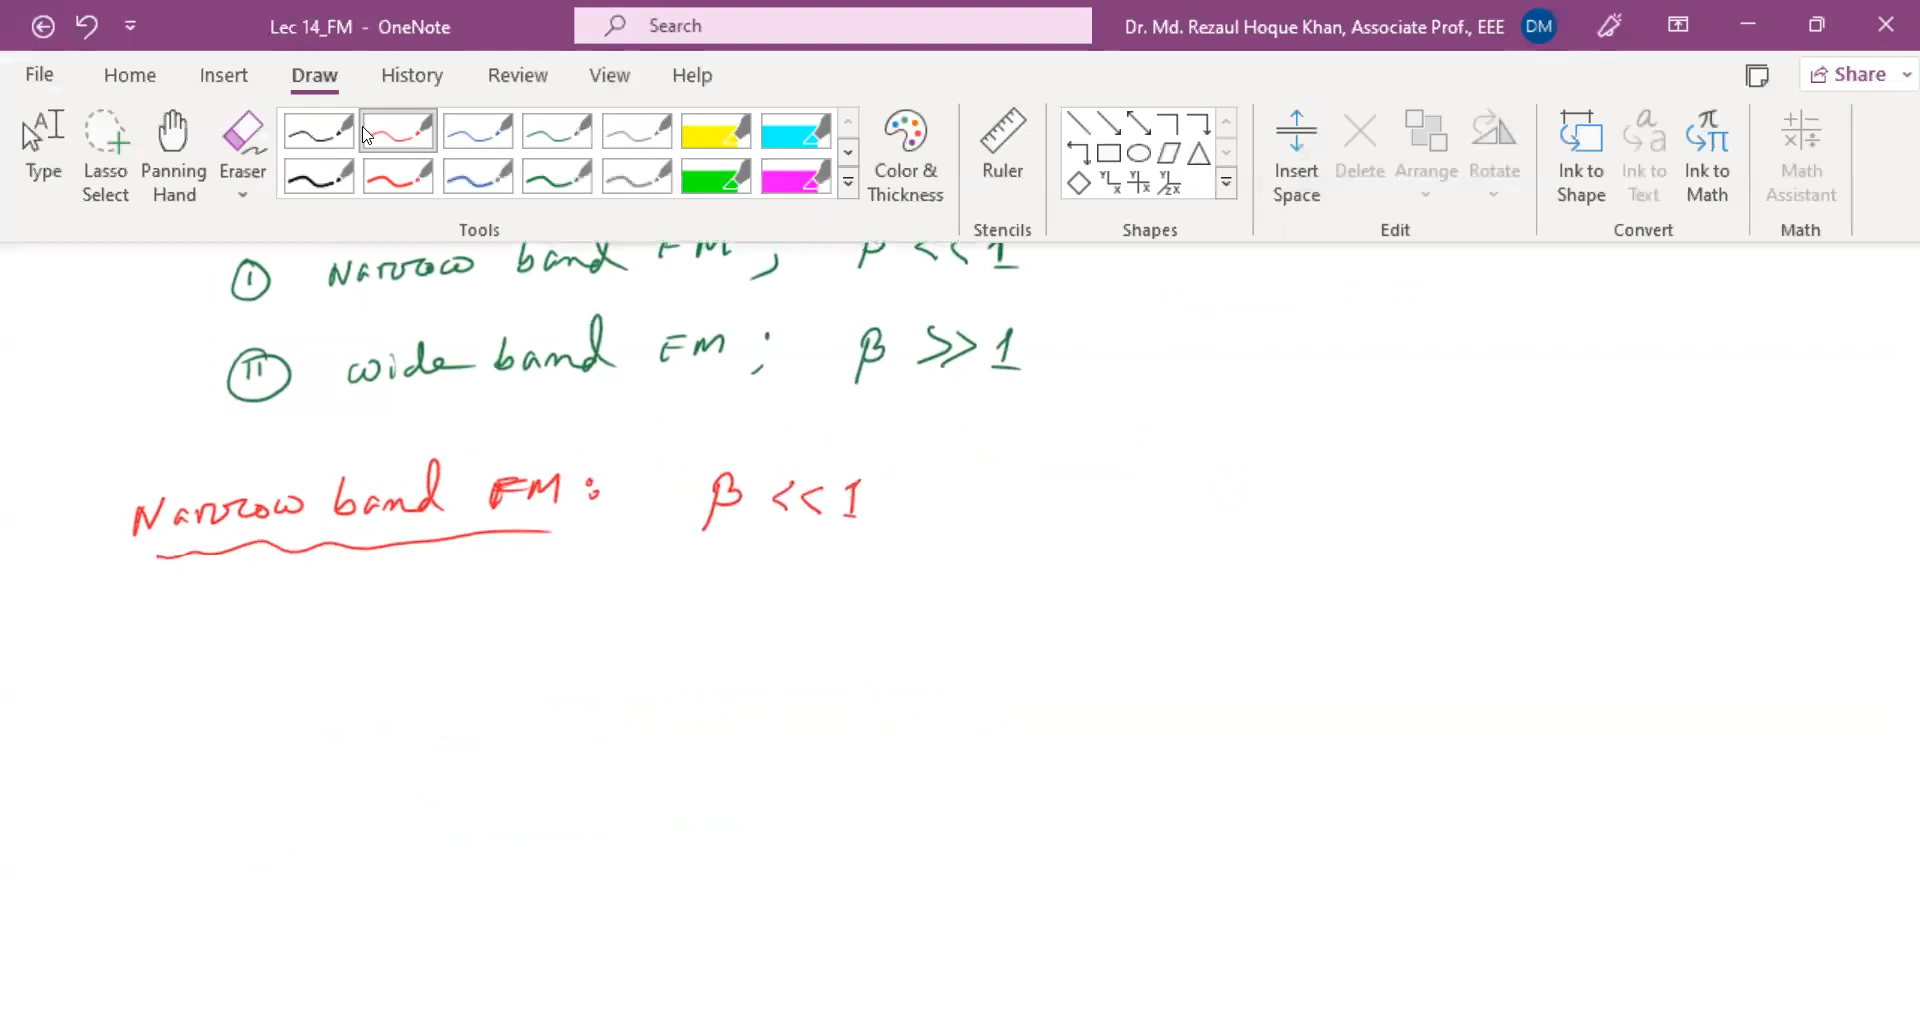 Lec 14_FM - OneNote
Search
Dr. Md. Rezaul Hoque Khan, Associate Prof., EEE DM
File Home Insert Draw History Review View Help
Share
Type
Lasso Select
Panning Hand
Eraser
Color & Thickness
Ruler
Insert Space
Delete
Arrange
Rotate
Ink to Shape
Ink to Text
Ink to Math
Math Assistant
Tools Stencils Shapes Edit Convert Math
I Narrow band FM ; β << 1
II wide band FM ; β >> 1
Narrow band FM : β << 1